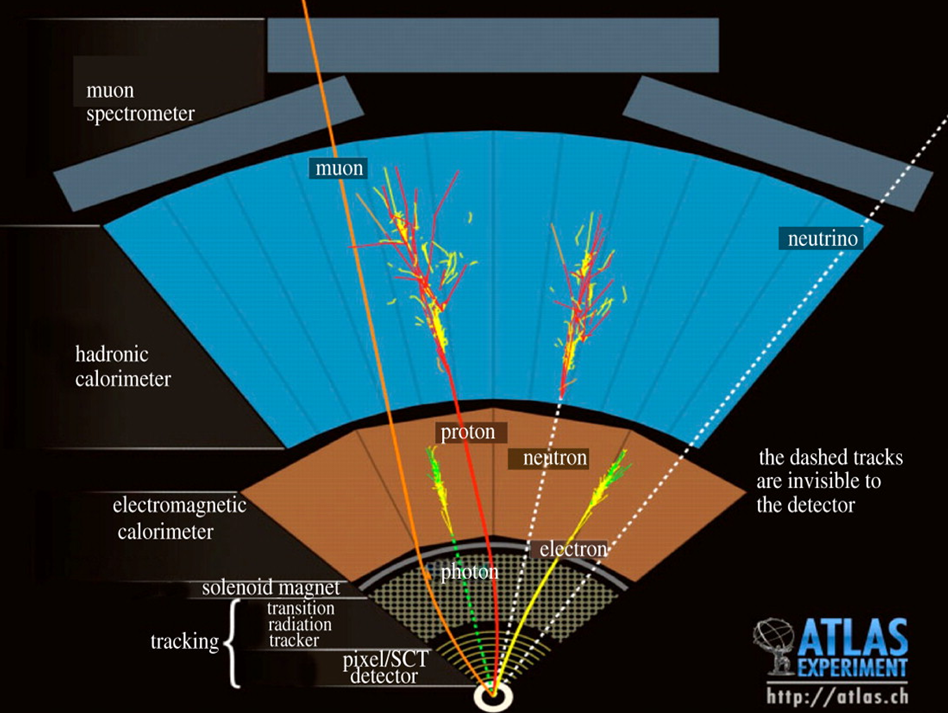 muon
spectrometer
muon
neutrino
hadronic
calorimeter
proton
neutron
the dashed tracks
are invisible to
the detector
electromagnetic
calorimeter
electron
photon
solenoid magnet
transition
radiation
tracker
tracking
pixel/SCT
detector
ATLAS
EXPERIMENT
http://atlas.ch